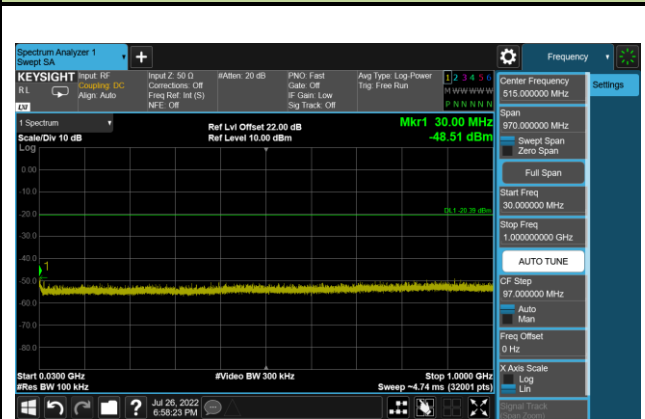 Spectrum Analyzer 1
Swept SA
+
Frequency
KEYSIGHT
RL
LXI
Input: RF
Coupling: DC
Align: Auto
Input Z: 50 Ω
Corrections: Off
Freq Ref: Int (S)
NFE: Off
#Atten: 20 dB
PNO: Fast
Gate: Off
IF Gain: Low
Sig Track: Off
Avg Type: Log-Power
Trig: Free Run
1 2 3 4 5 6
M W W W W W
P N N N N N
1 Spectrum
Scale/Div 10 dB
Log
Ref Lvl Offset 22.00 dB
Ref Level 10.00 dBm
Mkr1 30.00 MHz
-48.51 dBm
0.00
-10.0
-20.0
-30.0
-40.0
-50.0
-60.0
-70.0
-80.0
DL1 -20.39 dBm
1
Start 0.0300 GHz
#Res BW 100 kHz
#Video BW 300 kHz
Stop 1.0000 GHz
Sweep ~4.74 ms (32001 pts)
Center Frequency
515.000000 MHz
Settings
Span
970.000000 MHz
Swept Span
Zero Span
Full Span
Start Freq
30.000000 MHz
Stop Freq
1.000000000 GHz
AUTO TUNE
CF Step
97.000000 MHz
Auto
Man
Freq Offset
0 Hz
X Axis Scale
Log
Lin
Signal Track
(Span Zoom)
?
Jul 26, 2022
6:58:23 PM